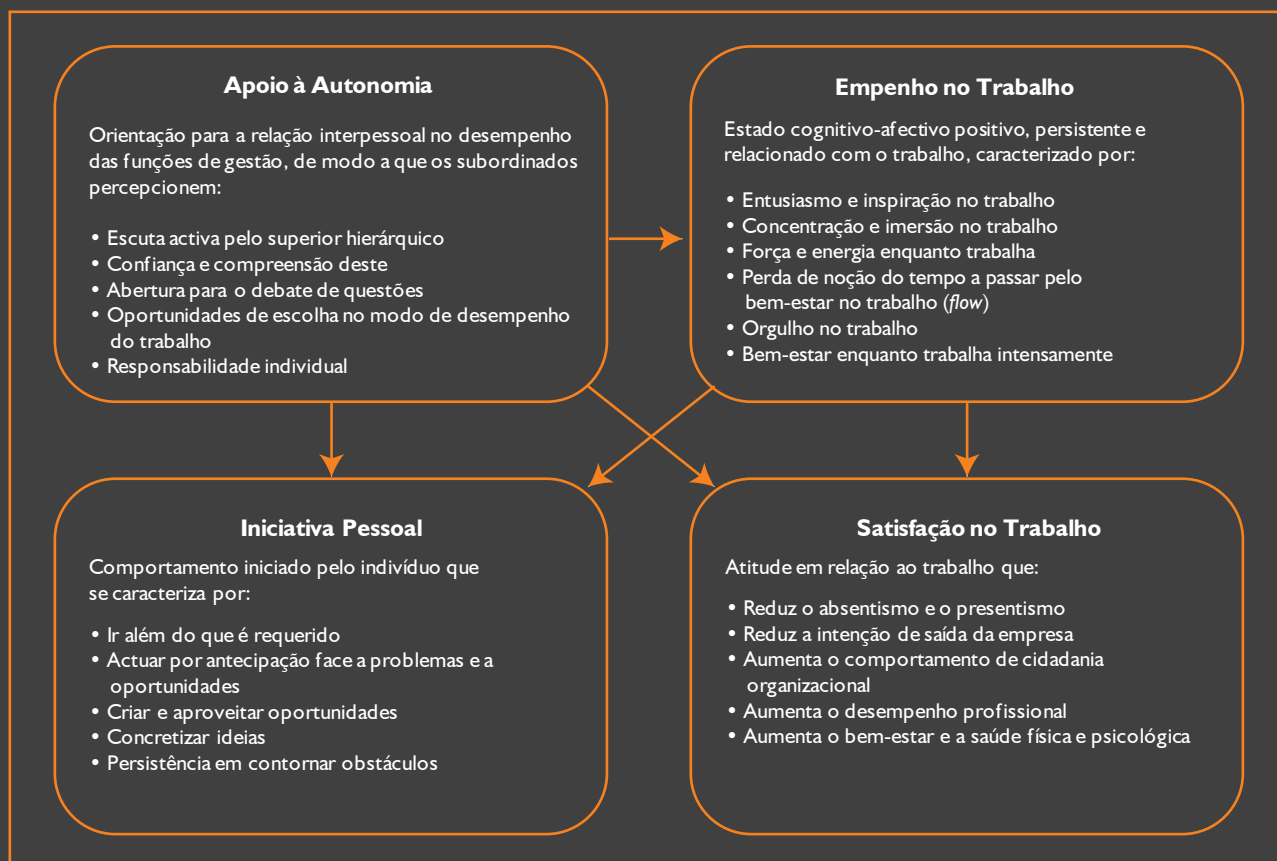 Apoio à Autonomia
Orientação para a relação interpessoal no desempenho
das funções de gestão, de modo a que os subordinados
percepcionem:
• Escuta activa pelo superior hierárquico
• Confiança e compreensão deste
• Abertura para o debate de questões
• Oportunidades de escolha no modo de desempenho
do trabalho
• Responsabilidade individual
Empenho no Trabalho
Estado cognitivo-afectivo positivo, persistente e
relacionado com o trabalho, caracterizado por:
• Entusiasmo e inspiração no trabalho
• Concentração e imersão no trabalho
• Força e energia enquanto trabalha
• Perda de noção do tempo a passar pelo
bem-estar no trabalho (flow)
• Orgulho no trabalho
• Bem-estar enquanto trabalha intensamente
Iniciativa Pessoal
Comportamento iniciado pelo indivíduo que
se caracteriza por:
• Ir além do que é requerido
• Actuar por antecipação face a problemas e a
oportunidades
• Criar e aproveitar oportunidades
• Concretizar ideias
• Persistência em contornar obstáculos
Satisfação no Trabalho
Atitude em relação ao trabalho que:
• Reduz o absentismo e o presentismo
• Reduz a intenção de saída da empresa
• Aumenta o comportamento de cidadania
organizacional
• Aumenta o desempenho profissional
• Aumenta o bem-estar e a saúde física e psicológica